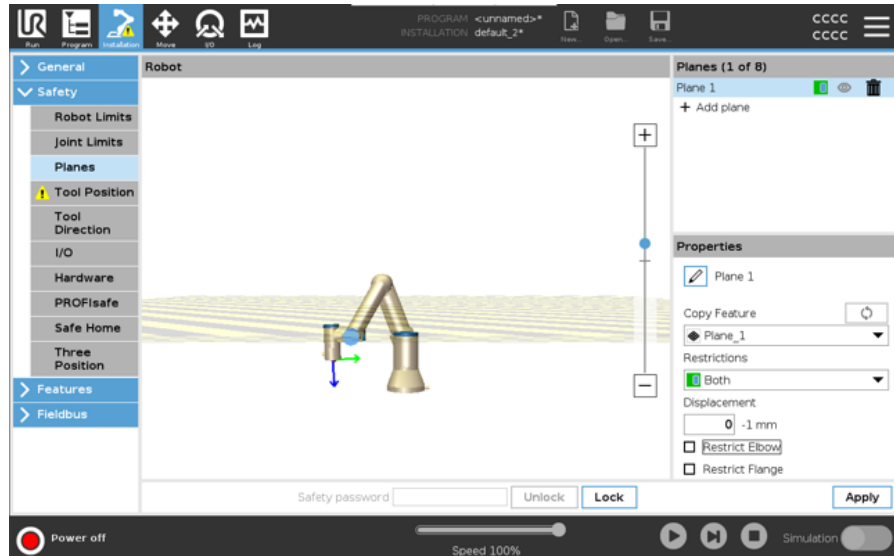 UR
PROGRAM <unnamed>*
INSTALLATION default_2*
Run
Program
Installation
Move
I/O
Log
New...
Open...
Save...
CCCC
CCCC
General
Safety
Robot Limits
Joint Limits
Planes
Tool Position
Tool
Direction
I/O
Hardware
PROFIsafe
Safe Home
Three
Position
Features
Fieldbus
Robot
Safety password
Unlock
Lock
Planes (1 of 8)
Plane 1
+ Add plane
Properties
Plane 1
Copy Feature
Plane_1
Restrictions
Both
Displacement
0 -1 mm
Restrict Elbow
Restrict Flange
Apply
Power off
Speed 100%
Simulation